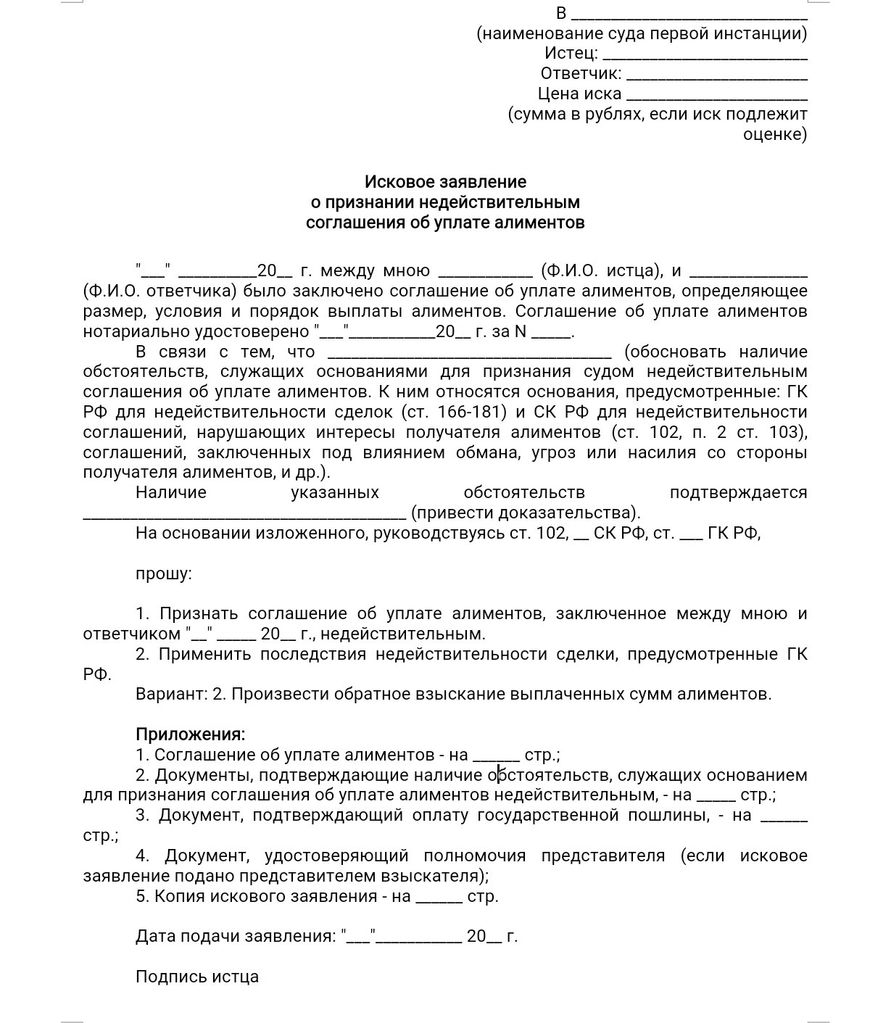 В ______________________________
(наименование суда первой инстанции)
Истец: __________________________
Ответчик: _______________________
Цена иска _______________________
(сумма в рублях, если иск подлежит
оценке)
Исковое заявление
о признании недействительным
соглашения об уплате алиментов
"___" __________20__ г. между мною ____________ (Ф.И.О. истца), и _______________
(Ф.И.О. ответчика) было заключено соглашение об уплате алиментов, определяющее
размер, условия и порядок выплаты алиментов. Соглашение об уплате алиментов
нотариально удостоверено "___"___________20__ г. за N _____.
В связи с тем, что ____________________________________ (обосновать наличие
обстоятельств, служащих основаниями для признания судом недействительным
соглашения об уплате алиментов. К ним относятся основания, предусмотренные: ГК
РФ для недействительности сделок (ст. 166-181) и СК РФ для недействительности
соглашений, нарушающих интересы получателя алиментов (ст. 102, п. 2 ст. 103),
соглашений, заключенных под влиянием обмана, угроз или насилия со стороны
получателя алиментов, и др.).
Наличие указанных обстоятельств подтверждается
_________________________________________ (привести доказательства).
На основании изложенного, руководствуясь ст. 102, __ СК РФ, ст. ___ ГК РФ,
прошу:
1. Признать соглашение об уплате алиментов, заключенное между мною и
ответчиком "__" _____ 20__ г., недействительным.
2. Применить последствия недействительности сделки, предусмотренные ГК
РФ.
Вариант: 2. Произвести обратное взыскание выплаченных сумм алиментов.
Приложения:
1. Соглашение об уплате алиментов - на ______ стр.;
2. Документы, подтверждающие наличие обстоятельств, служащих основанием
для признания соглашения об уплате алиментов недействительным, - на _____ стр.;
3. Документ, подтверждающий оплату государственной пошлины, - на ______
стр.;
4. Документ, удостоверяющий полномочия представителя (если исковое
заявление подано представителем взыскателя);
5. Копия искового заявления - на ______ стр.
Дата подачи заявления: "___"___________ 20__ г.
Подпись истца